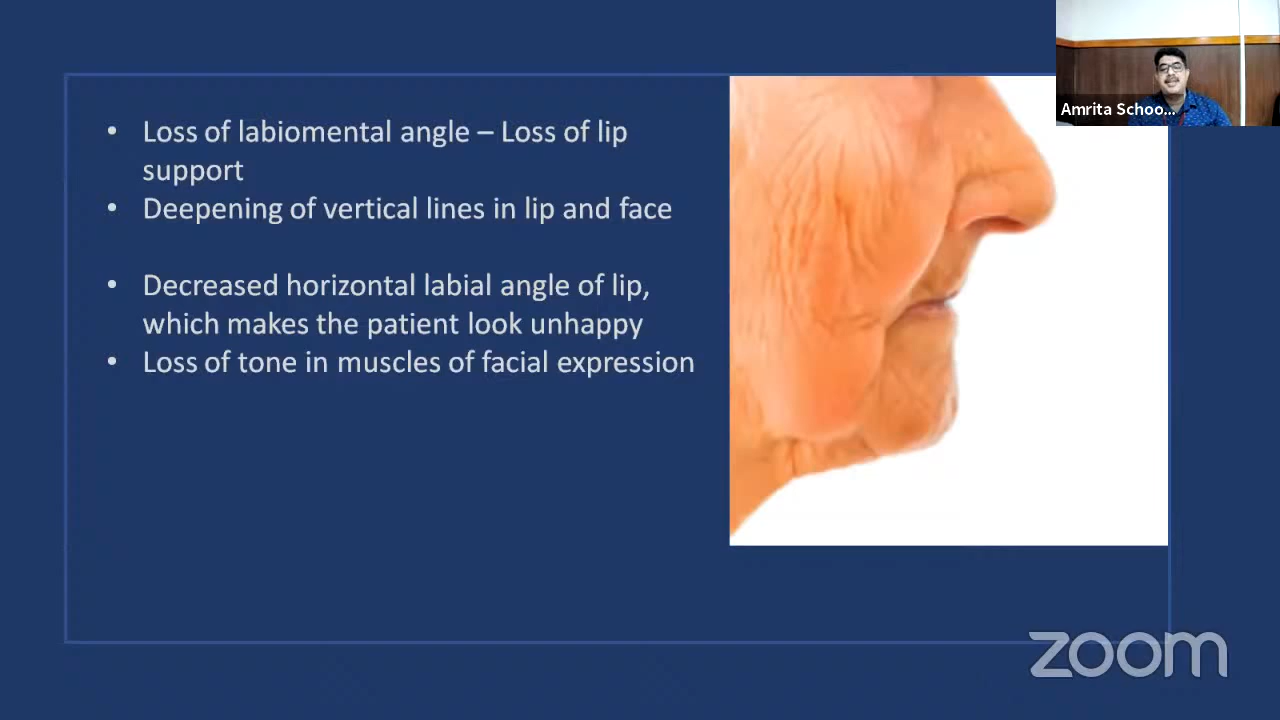 Amrita Schoo...
• Loss of labiomental angle – Loss of lip
support
• Deepening of vertical lines in lip and face
• Decreased horizontal labial angle of lip,
which makes the patient look unhappy
• Loss of tone in muscles of facial expression
zoom